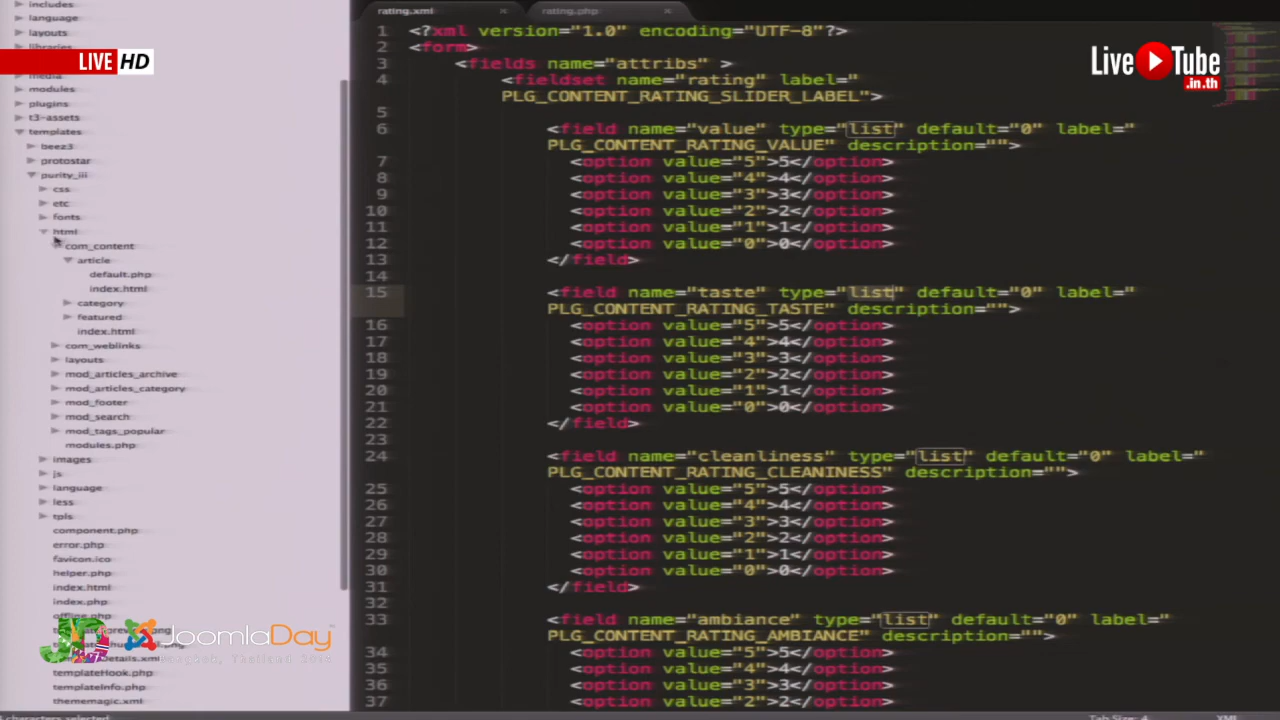 includes
language
layouts
libraries
LIVE HD
media
modules
plugins
t3-assets
templates
beez3
protostar
purity_iii
css
etc
fonts
html
com_content
article
default.php
index.html
category
featured
index.html
com_weblinks
layouts
mod_articles_archive
mod_articles_category
mod_footer
mod_search
mod_tags_popular
modules.php
images
js
language
less
tpls
component.php
error.php
favicon.ico
helper.php
index.html
index.php
offline.php
templateHook.php
templateInfo.php
thememagic.xml
JoomlaDay
Bangkok, Thailand
rating.xml
rating.php
Live Tube
.in.th
1 <?xml version="1.0" encoding="UTF-8"?>
2 <form>
3 <fields name="attribs" >
4 <fieldset name="rating" label="
PLG_CONTENT_RATING_SLIDER_LABEL">
5
6 <field name="value" type="list" default="0" label="
PLG_CONTENT_RATING_VALUE" description="">
7 <option value="5">5</option>
8 <option value="4">4</option>
9 <option value="3">3</option>
10 <option value="2">2</option>
11 <option value="1">1</option>
12 <option value="0">0</option>
13 </field>
14
15 <field name="taste" type="list" default="0" label="
PLG_CONTENT_RATING_TASTE" description="">
16 <option value="5">5</option>
17 <option value="4">4</option>
18 <option value="3">3</option>
19 <option value="2">2</option>
20 <option value="1">1</option>
21 <option value="0">0</option>
22 </field>
23
24 <field name="cleanliness" type="list" default="0" label="
PLG_CONTENT_RATING_CLEANINESS" description="">
25 <option value="5">5</option>
26 <option value="4">4</option>
27 <option value="3">3</option>
28 <option value="2">2</option>
29 <option value="1">1</option>
30 <option value="0">0</option>
31 </field>
32
33 <field name="ambiance" type="list" default="0" label="
PLG_CONTENT_RATING_AMBIANCE" description="">
34 <option value="5">5</option>
35 <option value="4">4</option>
36 <option value="3">3</option>
37 <option value="2">2</option>
characters selected
Tab Size: 4
XML